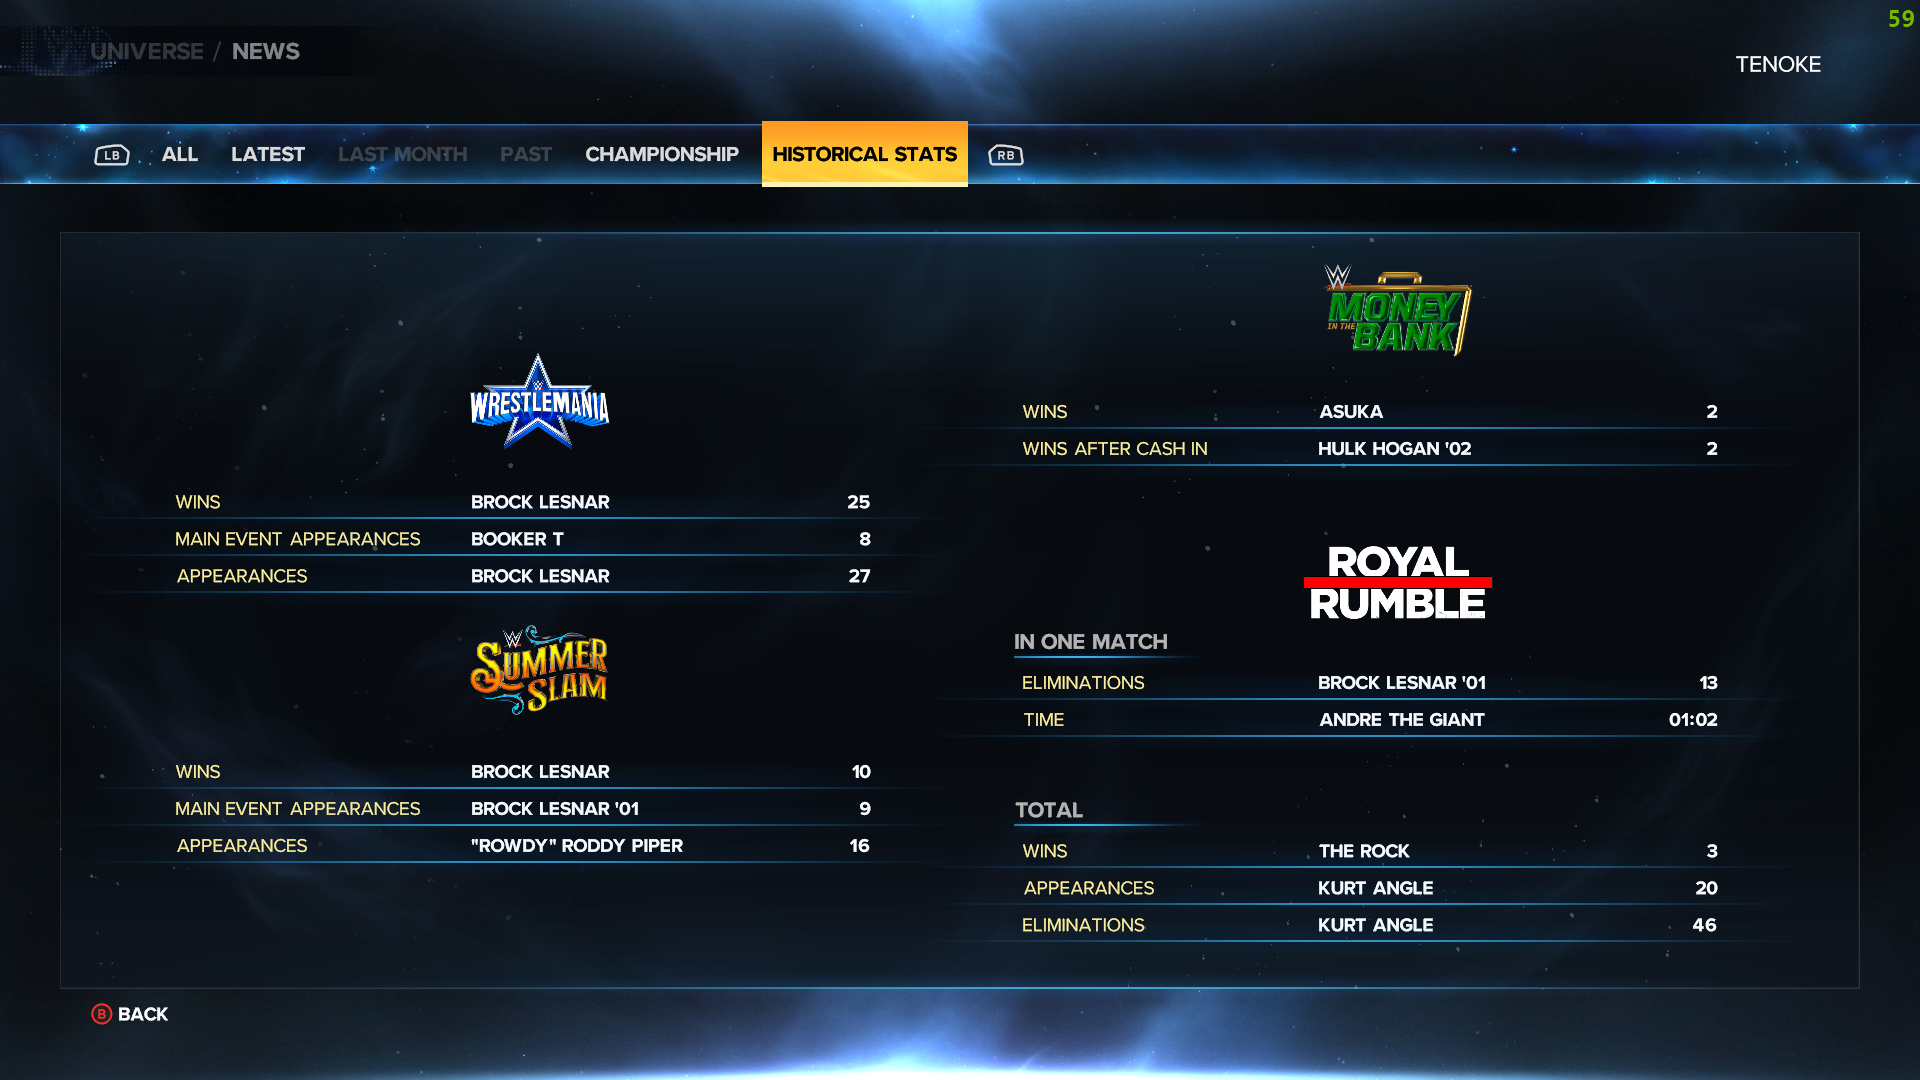 59
UNIVERSE / NEWS
TENOKE
LB ALL LATEST LAST MONTH PAST CHAMPIONSHIP HISTORICAL STATS RB
WRESTLEMANIA
WINS BROCK LESNAR 25
MAIN EVENT APPEARANCES BOOKER T 8
APPEARANCES BROCK LESNAR 27
W
SUMMER
SLAM
WINS BROCK LESNAR 10
MAIN EVENT APPEARANCES BROCK LESNAR '01 9
APPEARANCES "ROWDY" RODDY PIPER 16
W
MONEY
IN THE BANK
WINS ASUKA 2
WINS AFTER CASH IN HULK HOGAN '02 2
ROYAL
RUMBLE
IN ONE MATCH
ELIMINATIONS BROCK LESNAR '01 13
TIME ANDRE THE GIANT 01:02
TOTAL
WINS THE ROCK 3
APPEARANCES KURT ANGLE 20
ELIMINATIONS KURT ANGLE 46
B BACK